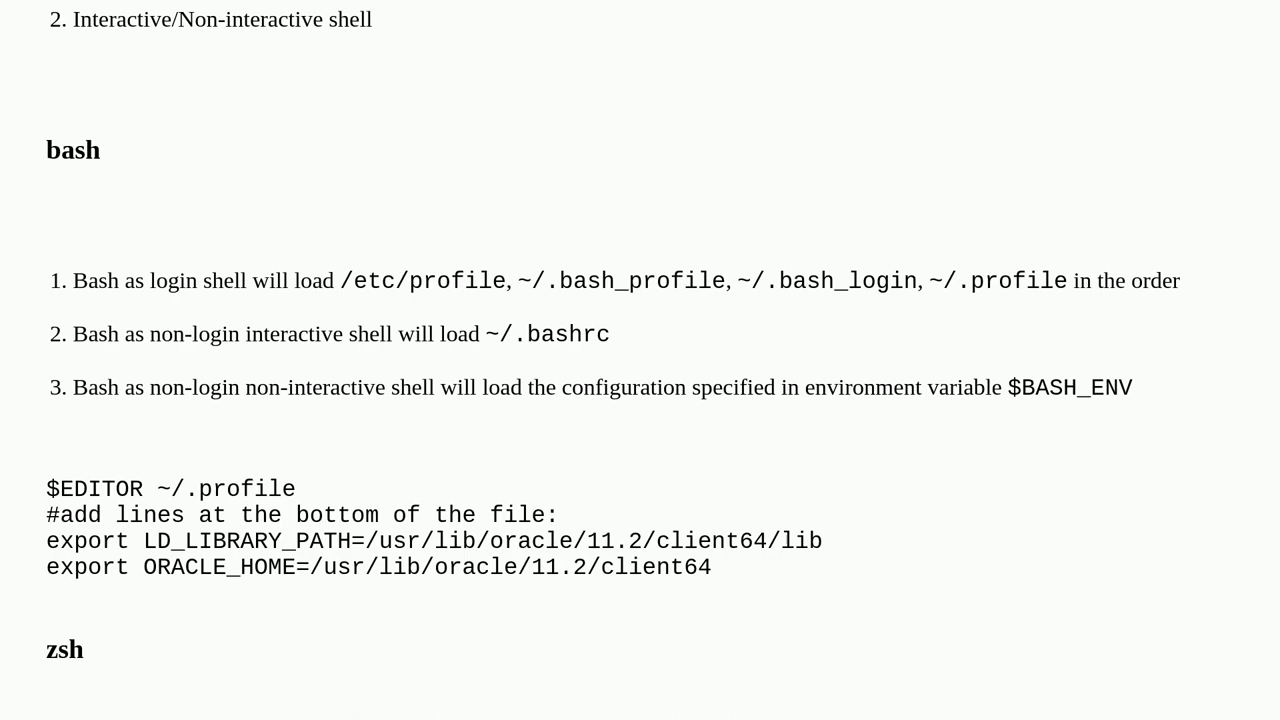 2. Interactive/Non-interactive shell
bash
1. Bash as login shell will load /etc/profile, ~/.bash_profile, ~/.bash_login, ~/.profile in the order
2. Bash as non-login interactive shell will load ~/.bashrc
3. Bash as non-login non-interactive shell will load the configuration specified in environment variable $BASH_ENV
$EDITOR ~/.profile
#add lines at the bottom of the file:
export LD_LIBRARY_PATH=/usr/lib/oracle/11.2/client64/lib
export ORACLE_HOME=/usr/lib/oracle/11.2/client64
zsh